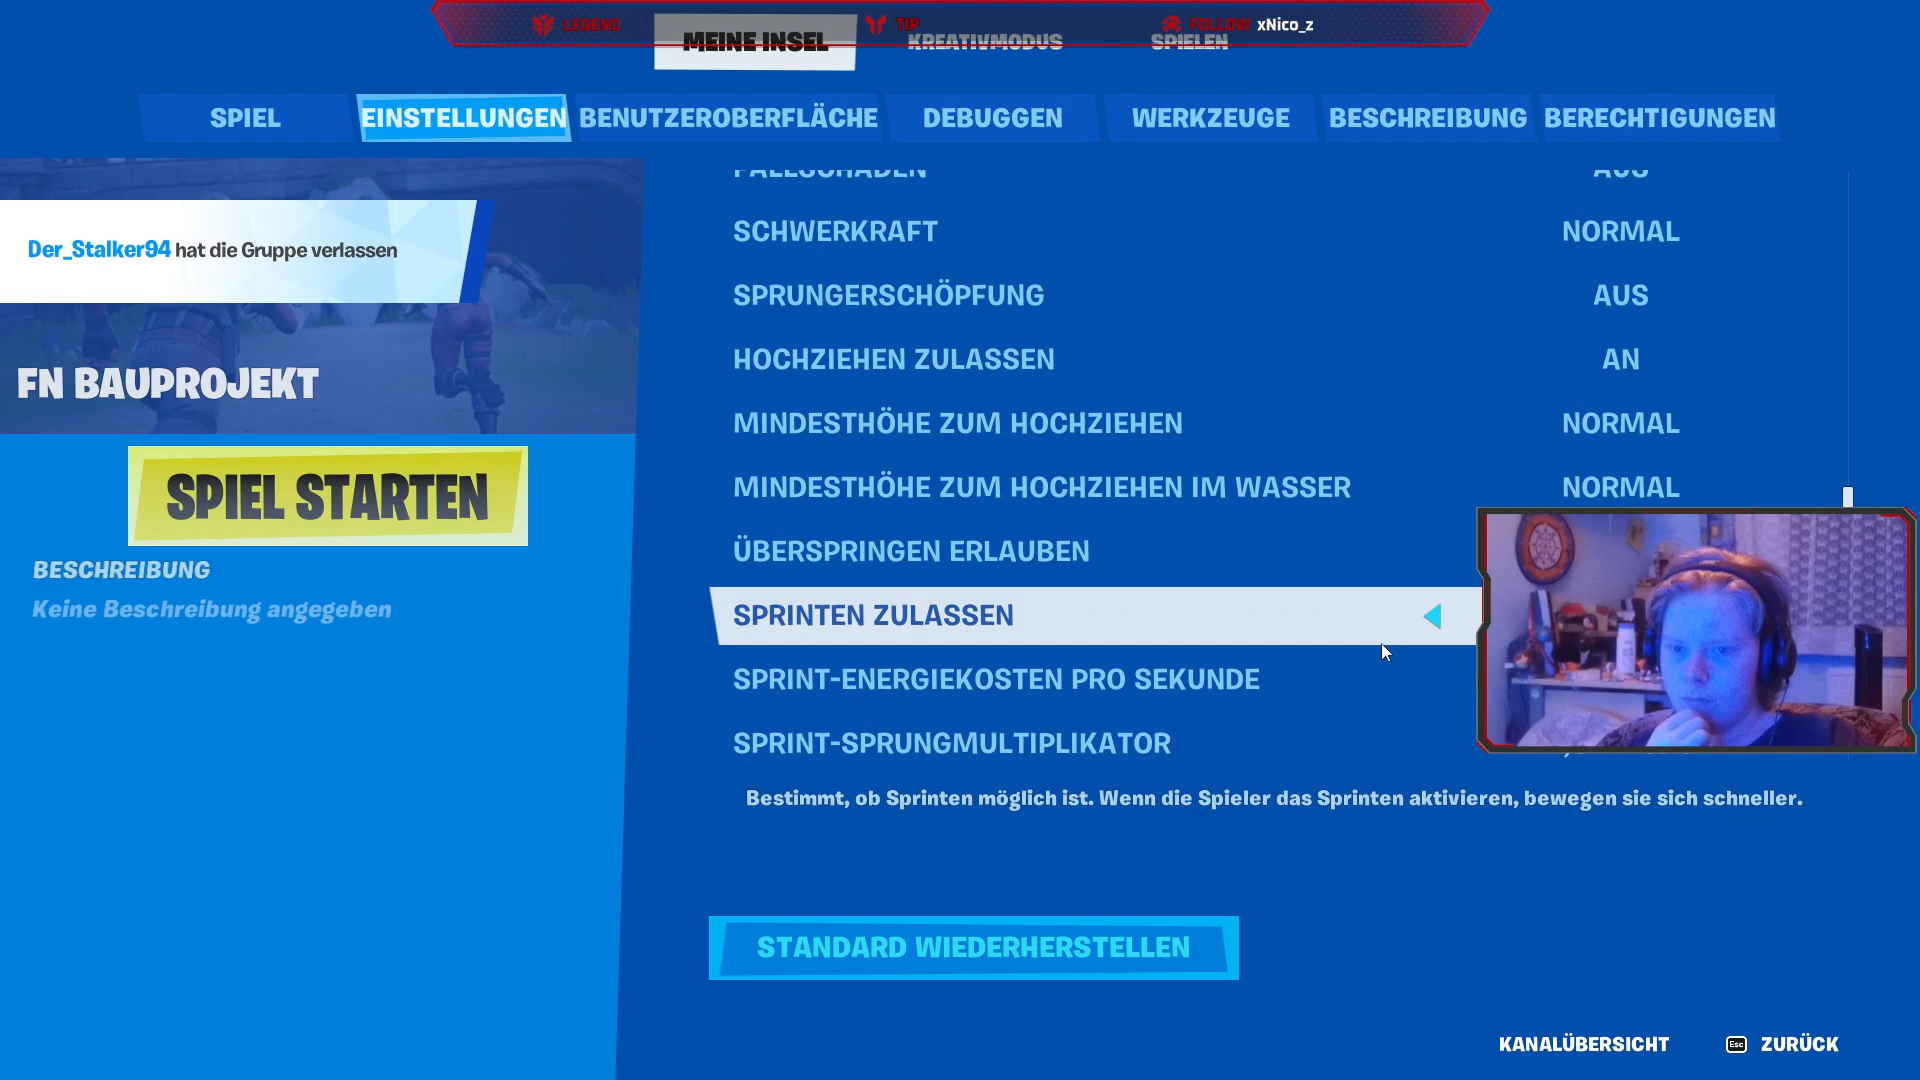 LEGEND
TIP
FOLLOW xNico_z
MEINE INSEL
KREATIVMODUS
SPIELEN
SPIEL
EINSTELLUNGEN
BENUTZEROBERFLÄCHE
DEBUGGEN
WERKZEUGE
BESCHREIBUNG
BERECHTIGUNGEN
Der_Stalker94 hat die Gruppe verlassen
FN BAUPROJEKT
SPIEL STARTEN
BESCHREIBUNG
Keine Beschreibung angegeben
FALLSCHADEN AUS
SCHWERKRAFT NORMAL
SPRUNGERSCHÖPFUNG AUS
HOCHZIEHEN ZULASSEN AN
MINDESTHÖHE ZUM HOCHZIEHEN NORMAL
MINDESTHÖHE ZUM HOCHZIEHEN IM WASSER NORMAL
ÜBERSPRINGEN ERLAUBEN
SPRINTEN ZULASSEN
SPRINT-ENERGIEKOSTEN PRO SEKUNDE
SPRINT-SPRUNGMULTIPLIKATOR
Bestimmt, ob Sprinten möglich ist. Wenn die Spieler das Sprinten aktivieren, bewegen sie sich schneller.
STANDARD WIEDERHERSTELLEN
KANALÜBERSICHT
Esc ZURÜCK